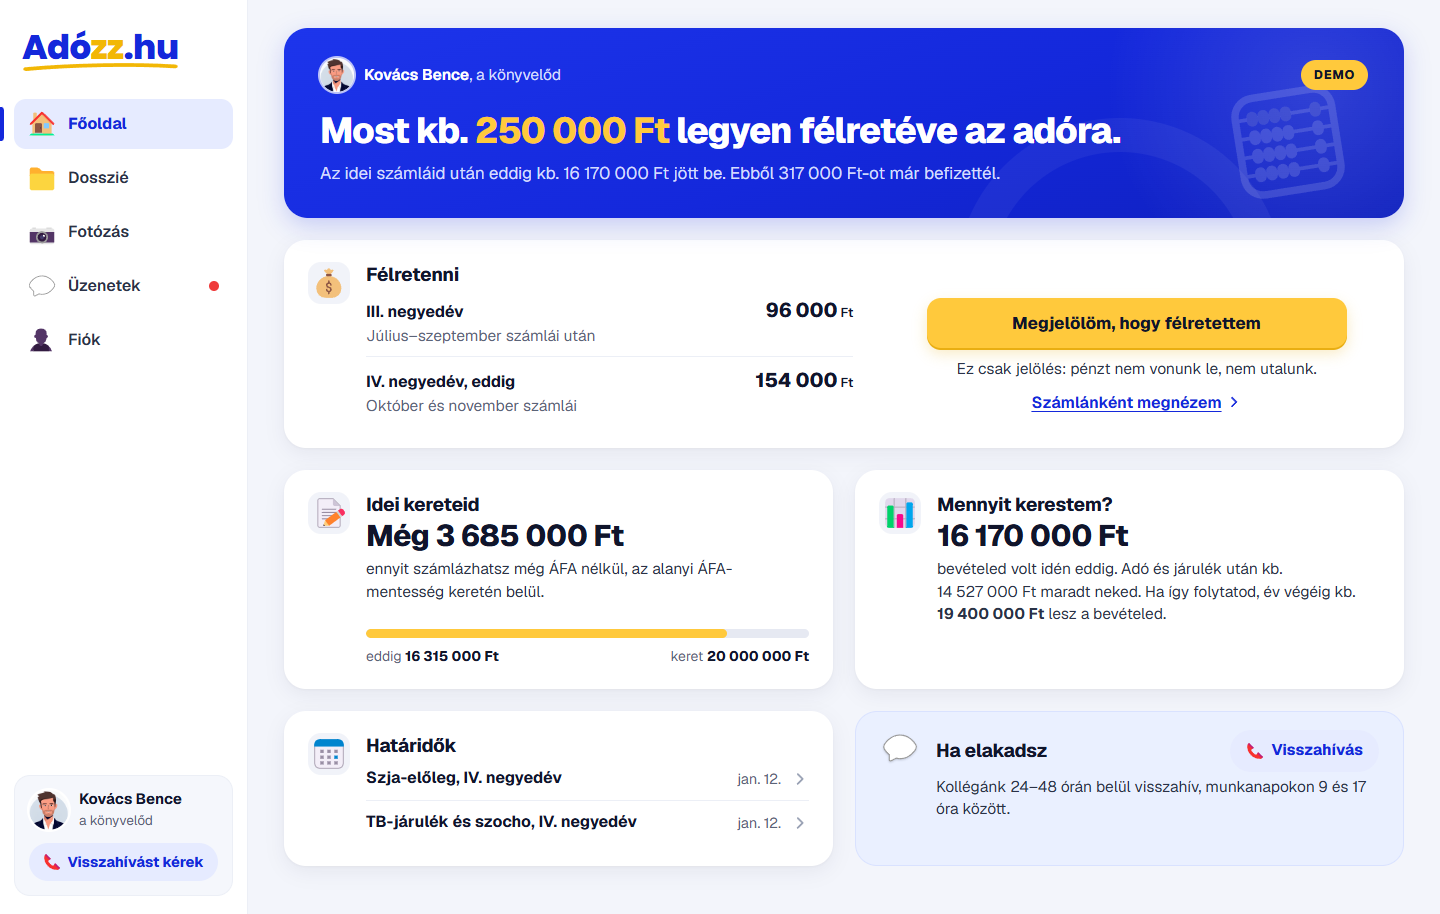 Adózz.hu
Főoldal
Dosszié
Fotózás
Üzenetek
Fiók
Kovács Bence
a könyvelőd
Visszahívást kérek
Kovács Bence, a könyvelőd
DEMO
Most kb. 250 000 Ft legyen félretéve az adóra.
Az idei számláid után eddig kb. 16 170 000 Ft jött be. Ebből 317 000 Ft-ot már befizettél.
Félretenni
III. negyedév
96 000 Ft
Július–szeptember számlái után
IV. negyedév, eddig
154 000 Ft
Október és november számlái
Megjelölöm, hogy félretettem
Ez csak jelölés: pénzt nem vonunk le, nem utalunk.
Számlánként megnézem
Idei kereteid
Még 3 685 000 Ft
ennyit számlázhatsz még ÁFA nélkül, az alanyi ÁFA-
mentesség keretén belül.
eddig 16 315 000 Ft
keret 20 000 000 Ft
Mennyit kerestem?
16 170 000 Ft
bevételed volt idén eddig. Adó és járulék után kb.
14 527 000 Ft maradt neked. Ha így folytatod, év végéig kb.
19 400 000 Ft lesz a bevételed.
Határidők
Szja-előleg, IV. negyedév
jan. 12.
TB-járulék és szocho, IV. negyedév
jan. 12.
Ha elakadsz
Visszahívás
Kollégánk 24–48 órán belül visszahív, munkanapokon 9 és 17
óra között.